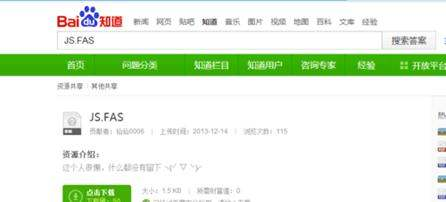 Bai du 知道 新闻 网页 贴吧 知道 音乐 图片 视频 地图 百科 文库 经验
JS.FAS 搜索答案
首页 问题分类 知道栏目 知道用户 咨询专家 经验 开放平台
资源共享 > 其他共享
JS.FAS
贡献者：仙仙0006 | 上传时间：2013-12-14 | 浏览次数：115
资源介绍：
这个人很懒，什么都没有留下
点击下载 大小：1.5 KB | 所需财富值：0